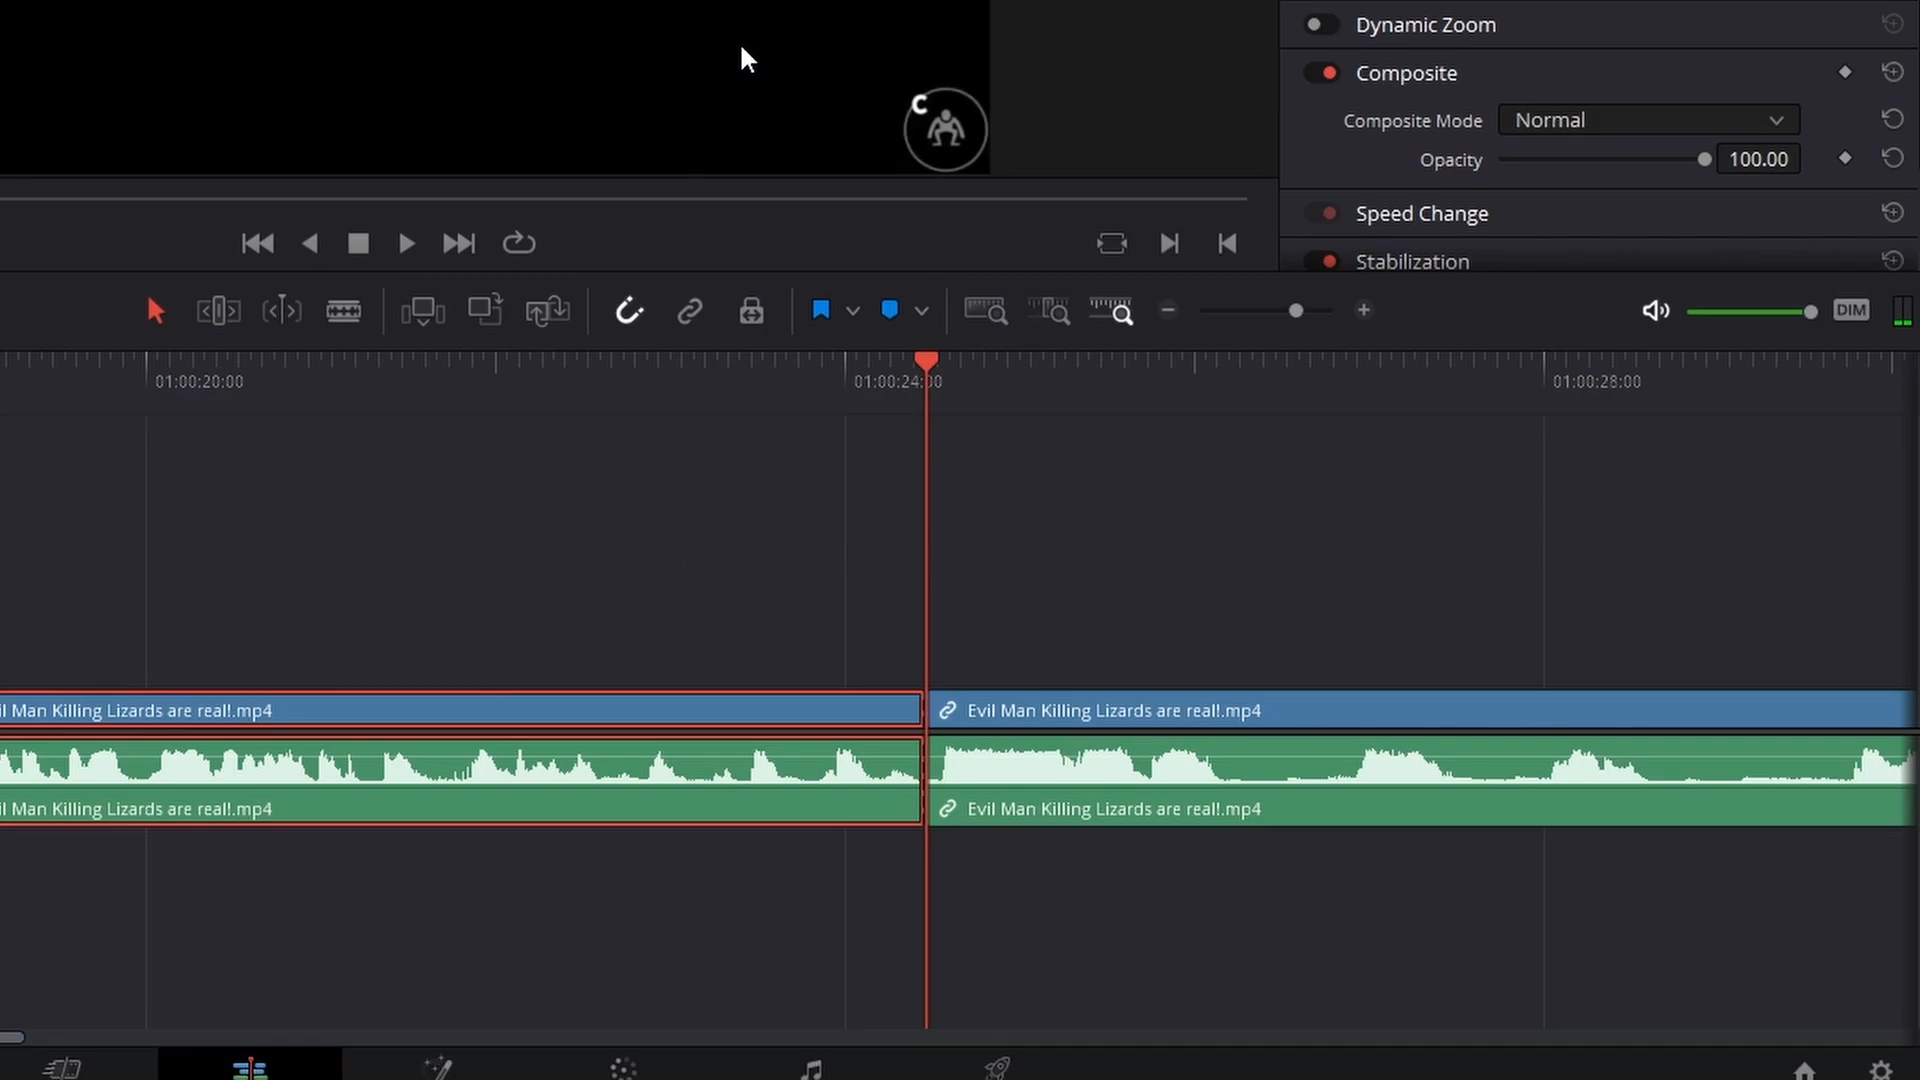 Dynamic Zoom
Composite
C
Composite Mode Normal
Opacity 100.00
Speed Change
Stabilization
DIM
01:00:20:00 01:00:24:00 01:00:28:00
il Man Killing Lizards are real!.mp4 Evil Man Killing Lizards are real!.mp4
il Man Killing Lizards are real!.mp4 Evil Man Killing Lizards are real!.mp4